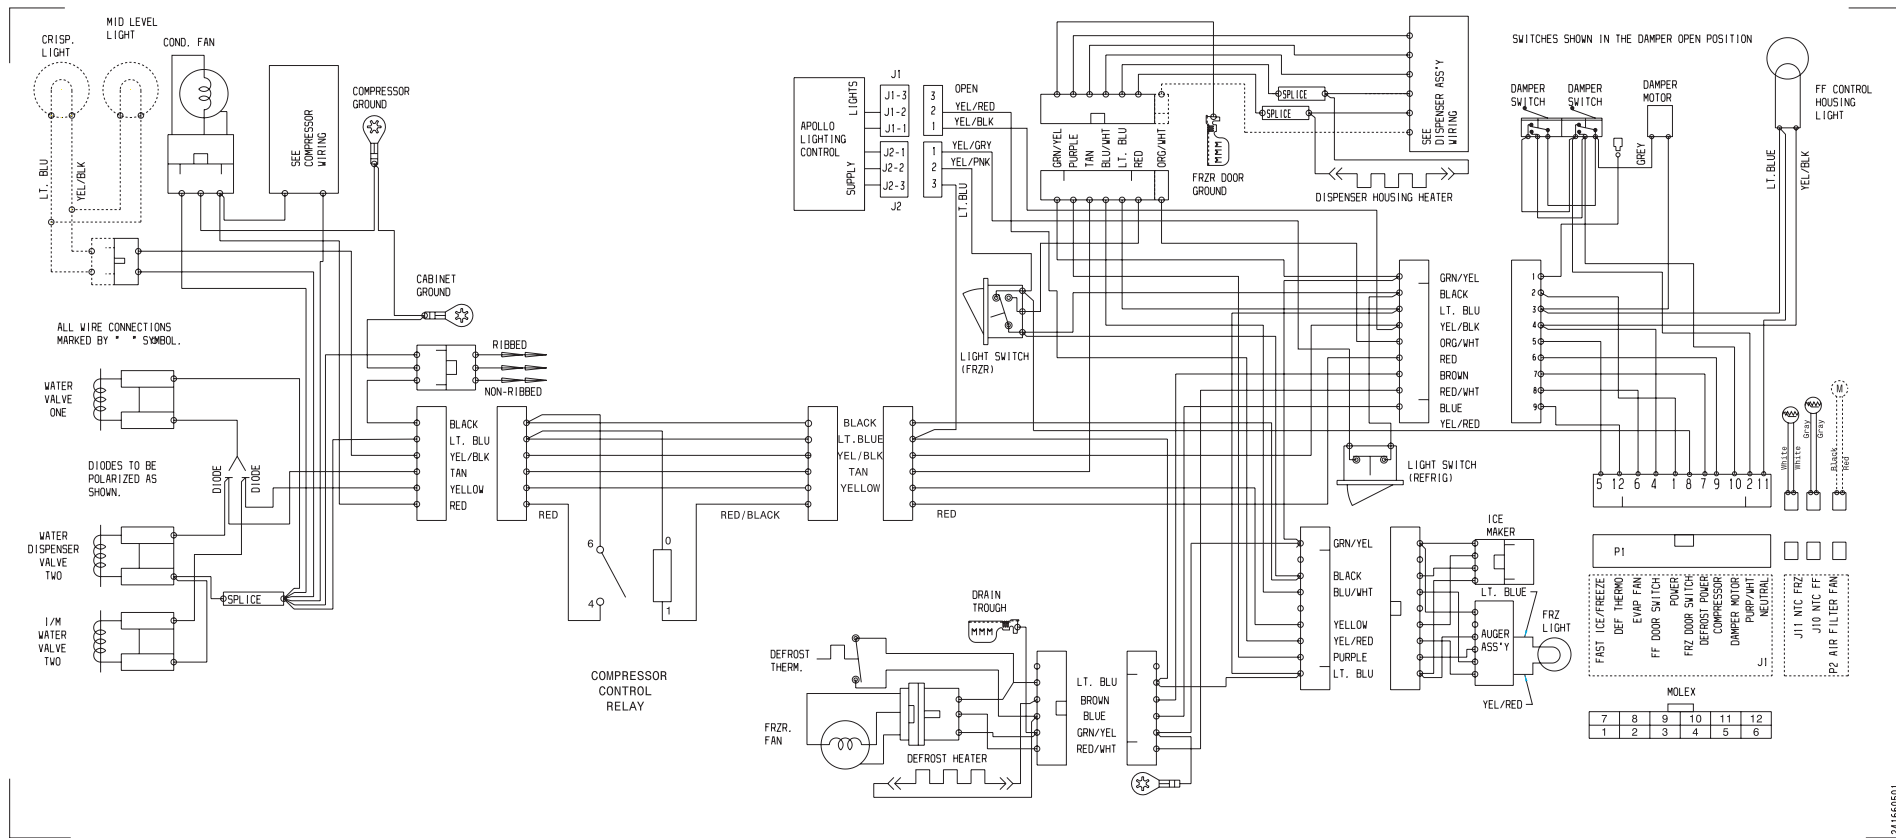 CRISP.
LIGHT
MID LEVEL
LIGHT
COND. FAN
LT. BLU
YEL/BLK
SEE
COMPRESSOR
WIRING
COMPRESSOR
GROUND
CABINET
GROUND
ALL WIRE CONNECTIONS
MARKED BY " " SYMBOL.
RIBBED
NON-RIBBED
WATER
VALVE
ONE
DIODES TO BE
POLARIZED AS
SHOWN.
DIODE
DIODE
WATER
DISPENSER
VALVE
TWO
SPLICE
I/M
WATER
VALVE
TWO
BLACK
LT. BLU
YEL/BLK
TAN
YELLOW
RED
RED
RED/BLACK
6
4
0
1
COMPRESSOR
CONTROL
RELAY
BLACK
LT.BLUE
YEL/BLK
TAN
YELLOW
RED
APOLLO
LIGHTING
CONTROL
LIGHTS
SUPPLY
J1
J1-3
J1-2
J1-1
J2-1
J2-2
J2-3
J2
3
2
1
1
2
3
OPEN
YEL/RED
YEL/BLK
YEL/GRY
YEL/PNK
LT.BLU
GRN/YEL
PURPLE
TAN
BLU/WHT
LT. BLU
RED
ORG/WHT
MMM
FRZR DOOR
GROUND
SPLICE
SPLICE
SEE
DISPENSER ASS'Y
WIRING
DISPENSER HOUSING HEATER
LIGHT SWITCH
(FRZR)
GRN/YEL
BLACK
LT. BLU
YEL/BLK
ORG/WHT
RED
BROWN
RED/WHT
BLUE
YEL/RED
LIGHT SWITCH
(REFRIG)
SWITCHES SHOWN IN THE DAMPER OPEN POSITION
DAMPER
SWITCH
DAMPER
SWITCH
DAMPER
MOTOR
GREY
FF CONTROL
HOUSING
LIGHT
LT.BLUE
YEL/BLK
1
2
3
4
5
6
7
8
9
5 12 6 4 1 8 7 9 10 2 11
White
White
Gray
Gray
M
Black
Red
P1
FAST ICE/FREEZE
DEF THERMO
EVAP FAN
FF DOOR SWITCH
POWER
FRZ DOOR SWITCH
DEFROST POWER
COMPRESSOR
DAMPER MOTOR
PURP/WHT
NEUTRAL
J1
J11 NTC FRZ
J10 NTC FF
P2 AIR FILITER FAN
MOLEX
7 8 9 10 11 12
1 2 3 4 5 6
GRN/YEL
BLACK
BLU/WHT
YELLOW
YEL/RED
PURPLE
LT. BLU
ICE
MAKER
LT. BLUE
AUGER
ASS'Y
FRZ
LIGHT
YEL/RED
DRAIN
TROUGH
MMM
DEFROST
THERM.
FRZR.
FAN
DEFROST HEATER
LT. BLU
BROWN
BLUE
GRN/YEL
RED/WHT